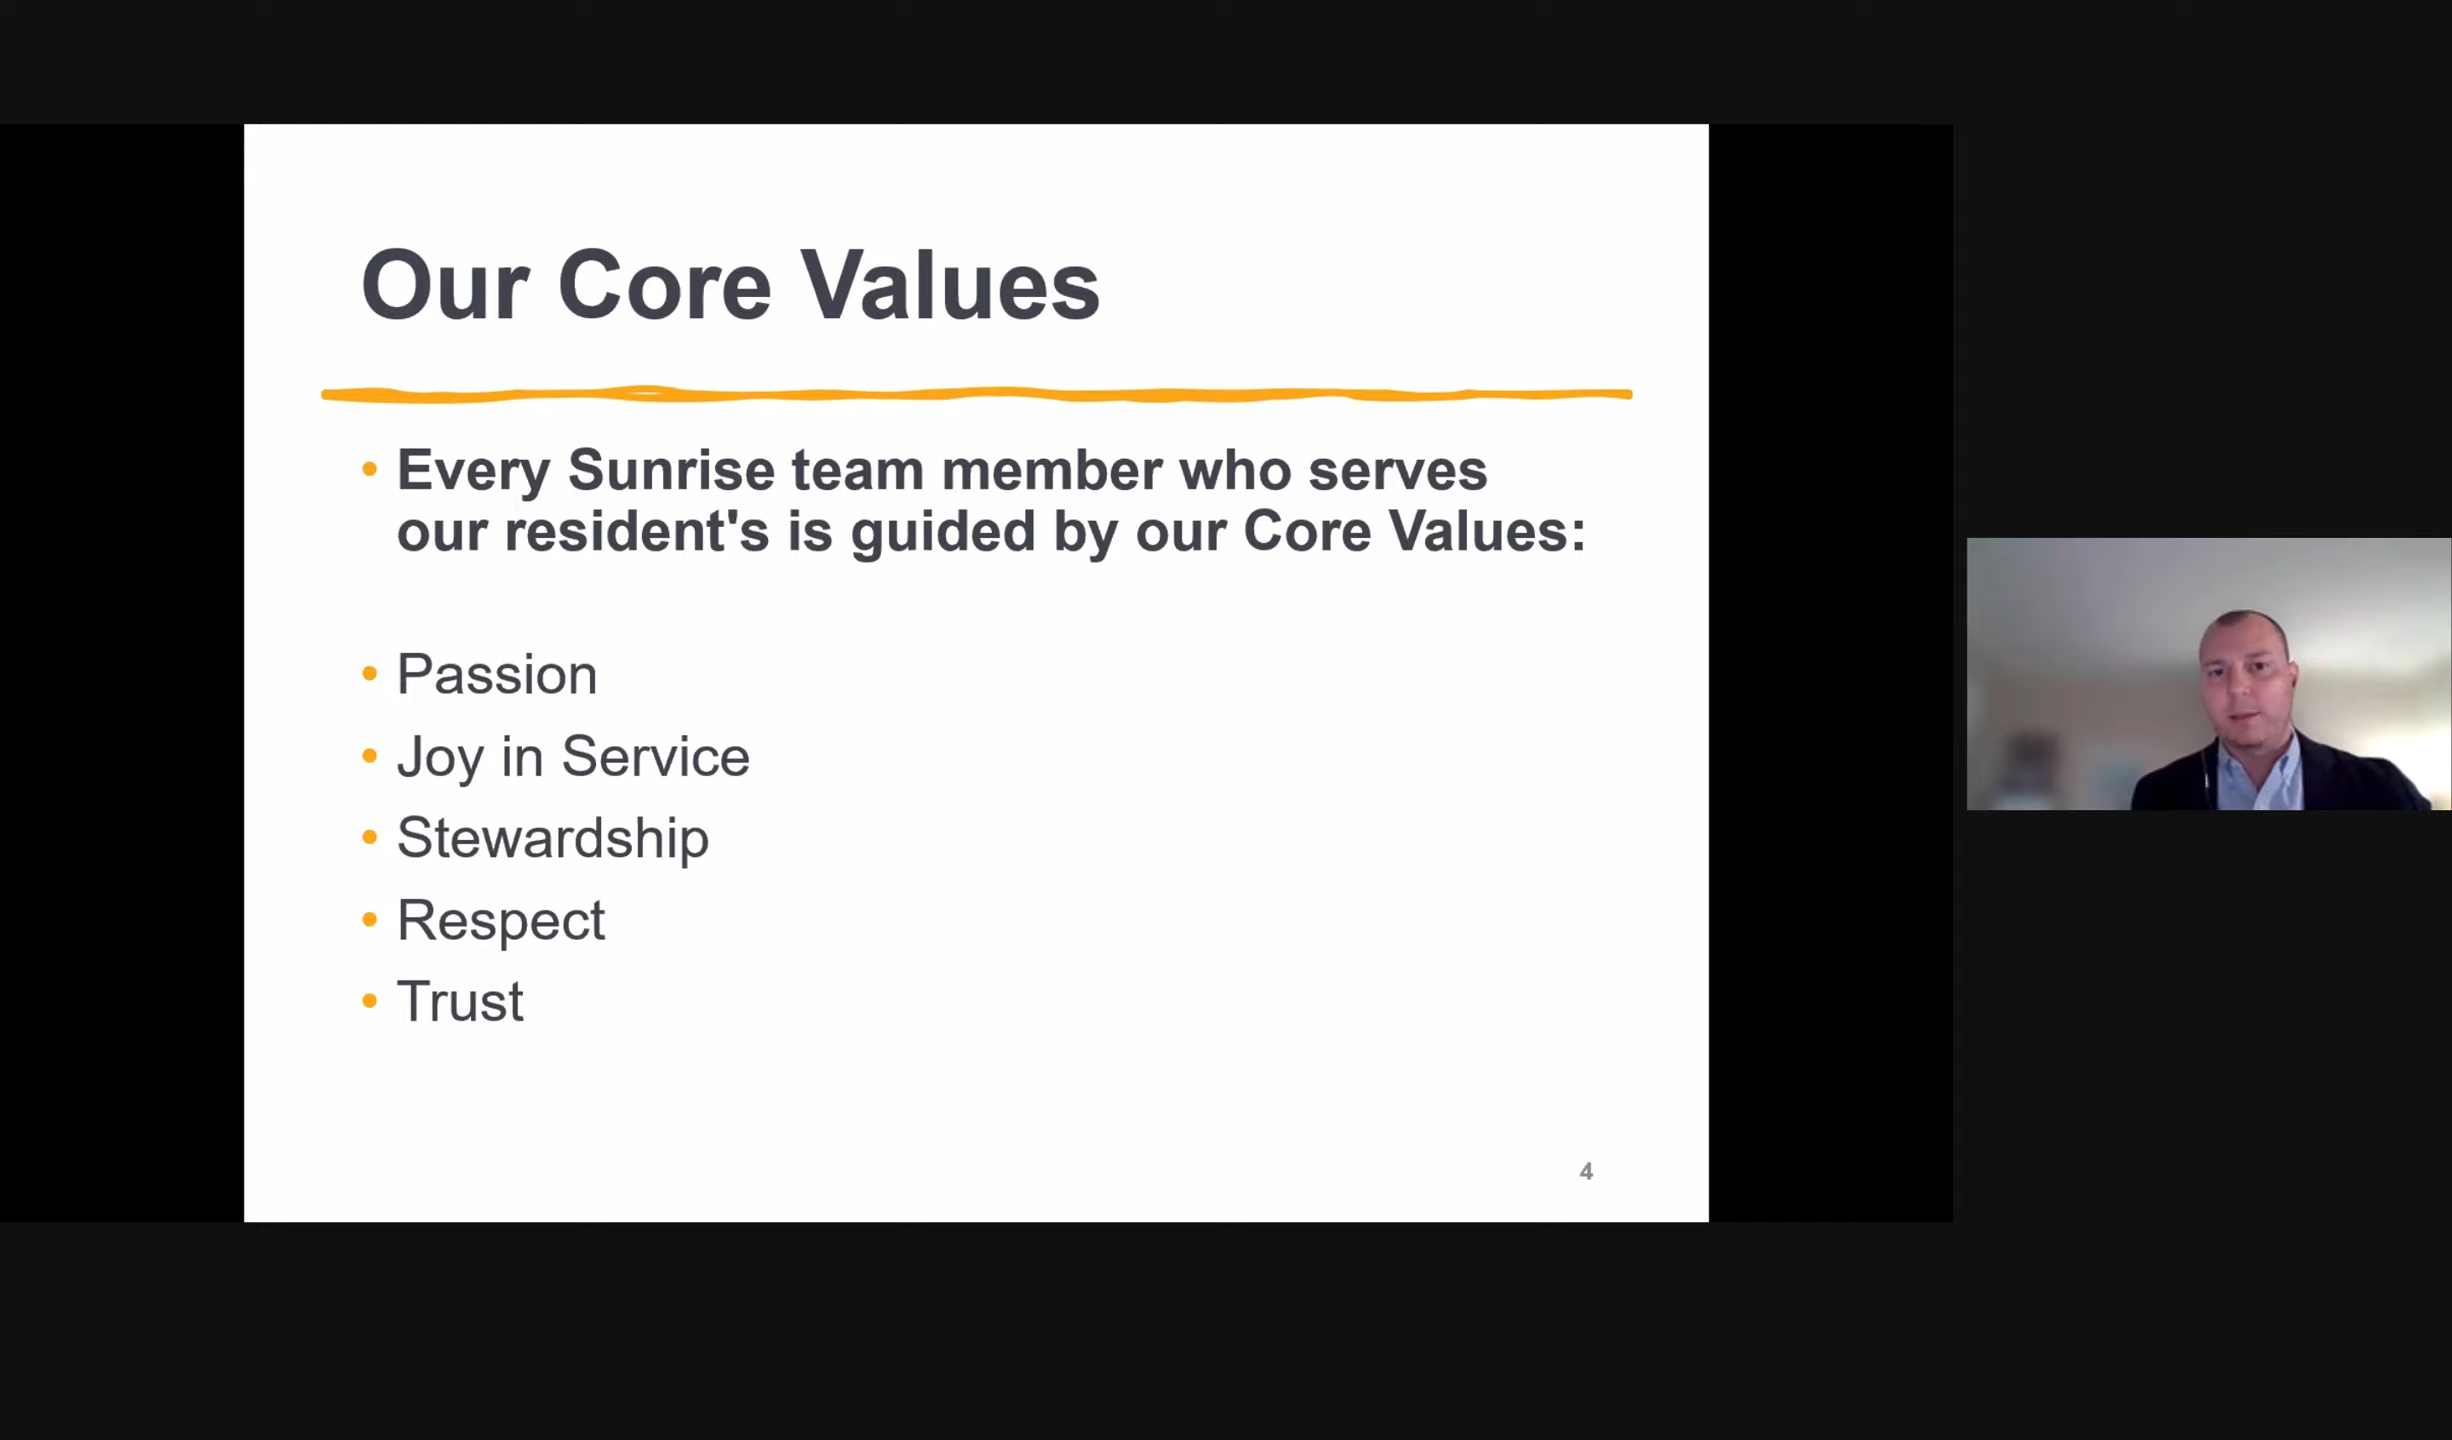 Our Core Values
• Every Sunrise team member who serves
our resident's is guided by our Core Values:
• Passion
• Joy in Service
• Stewardship
• Respect
• Trust
4